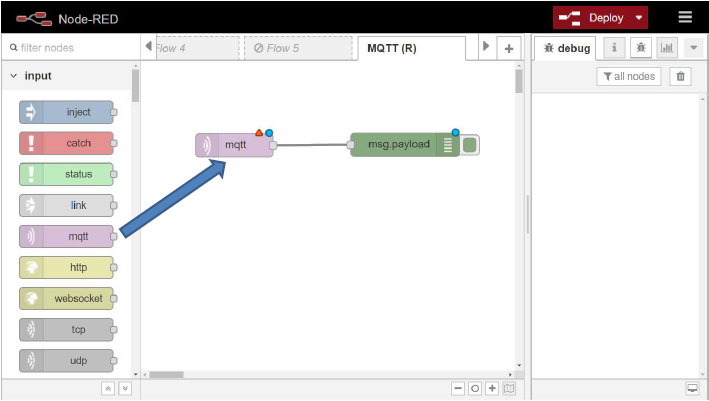 Node-RED
Deploy
filter nodes
Flow 4
Flow 5
MQTT (R)
+
debug
i
input
all nodes
inject
catch
status
link
mqtt
http
websocket
tcp
udp
mqtt
msg.payload